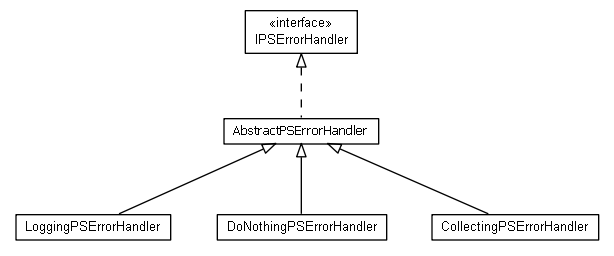 «interface»
IPSErrorHandler
AbstractPSErrorHandler
LoggingPSErrorHandler
DoNothingPSErrorHandler
CollectingPSErrorHandler